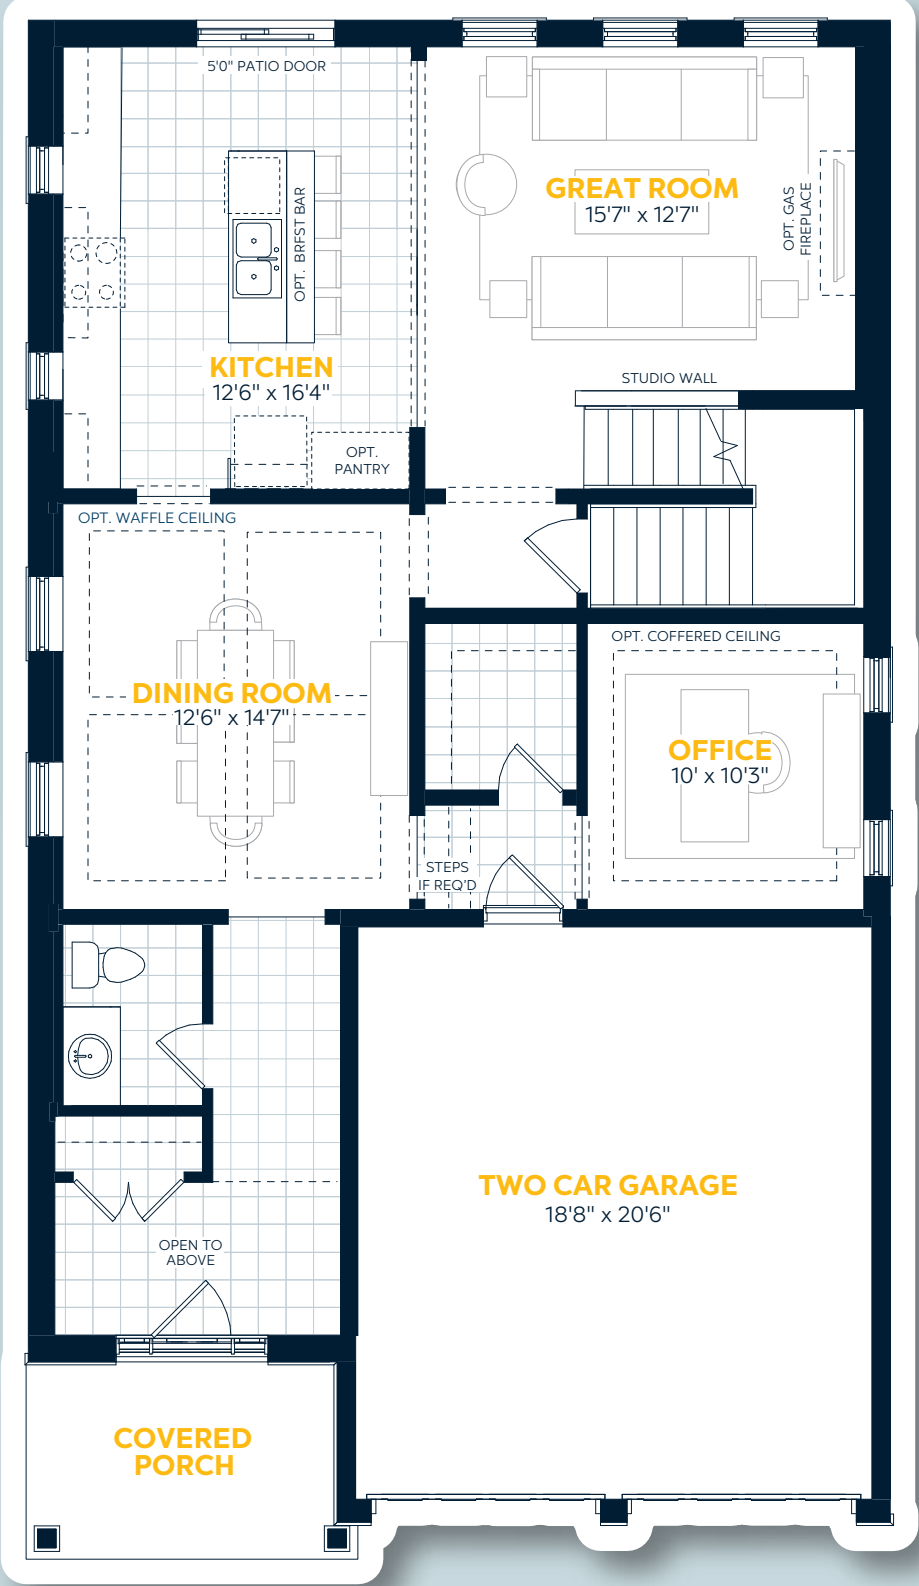 5'0" PATIO DOOR
OPT. BRFST BAR
GREAT ROOM
15'7" x 12'7"
OPT. GAS
FIREPLACE
KITCHEN
12'6" x 16'4"
STUDIO WALL
OPT.
PANTRY
OPT. WAFFLE CEILING
DINING ROOM
12'6" x 14'7"
OPT. COFFERED CEILING
OFFICE
10' x 10'3"
STEPS
IF REQ'D
OPEN TO
ABOVE
TWO CAR GARAGE
18'8" x 20'6"
COVERED
PORCH